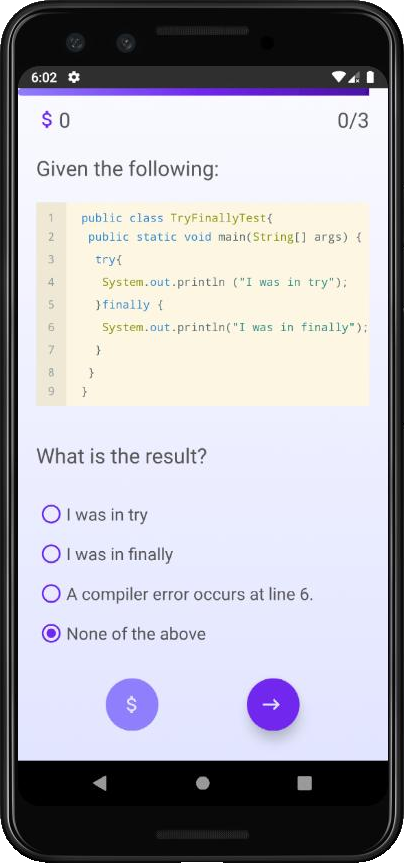 6:02
$ 0
0/3
Given the following:
1 public class TryFinallyTest{
2 public static void main(String[] args) {
3 try{
4 System.out.println ("I was in try");
5 }finally {
6 System.out.println("I was in finally");
7 }
8 }
9 }
What is the result?
I was in try
I was in finally
A compiler error occurs at line 6.
None of the above
$